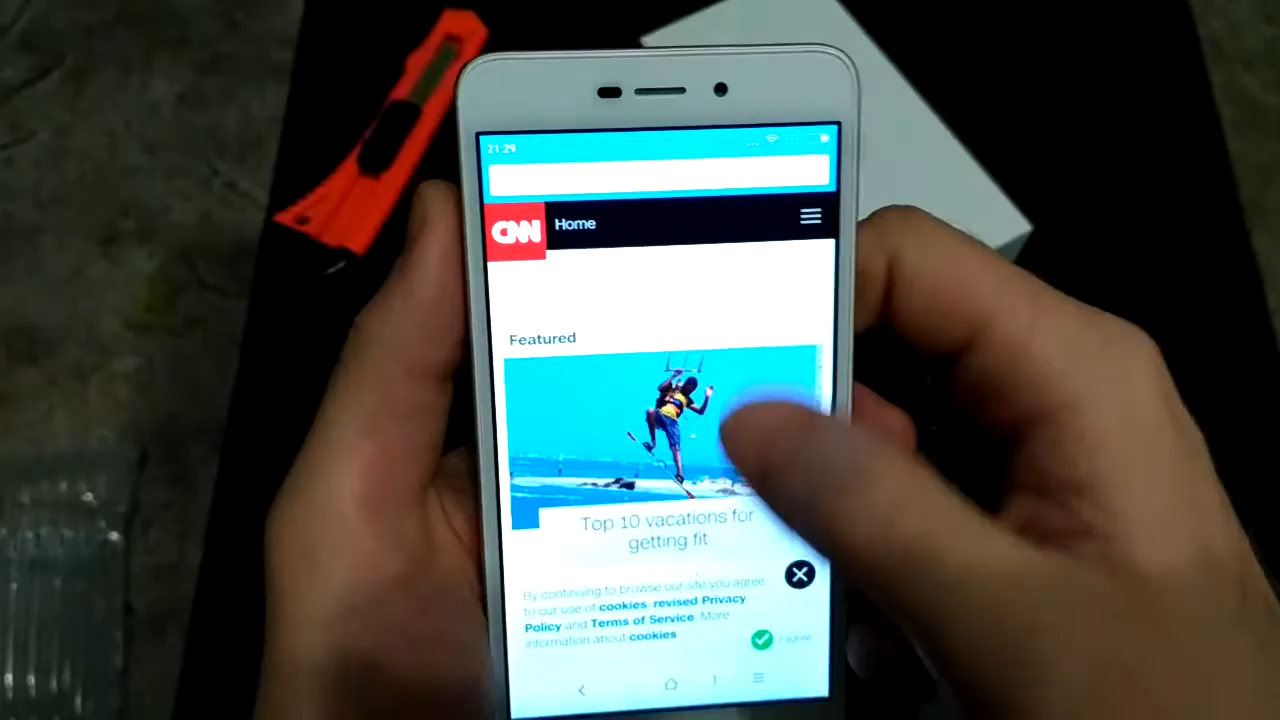 21:29
CNN
Home
Featured
Top 10 vacations for
getting fit
By continuing to browse our site you agree
to our use of cookies, revised Privacy
Policy and Terms of Service. More
information about cookies
I agree